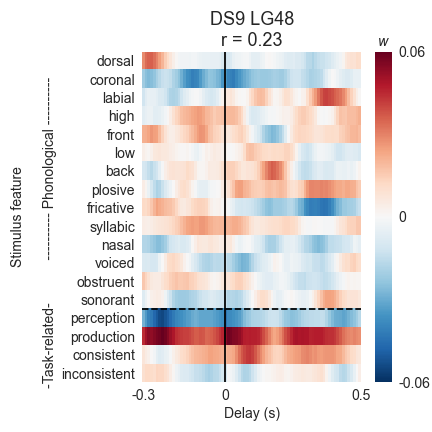 DS9 LG48
r = 0.23
w
dorsal
coronal
labial
high
front
low
back
plosive
fricative
syllabic
nasal
voiced
obstruent
sonorant
perception
production
consistent
inconsistent
Stimulus feature
---------- Phonological ----------
-Task-related-
0.06
0
-0.06
-0.3
0
0.5
Delay (s)